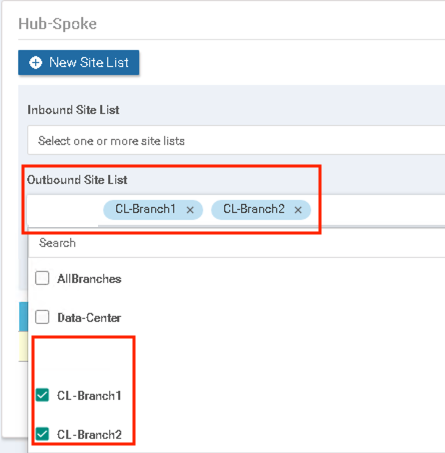 Hub-Spoke
New Site List
Inbound Site List
Select one or more site lists
Outbound Site List
CL-Branch1 × CL-Branch2 ×
Search
AllBranches
Data-Center
CL-Branch1
CL-Branch2